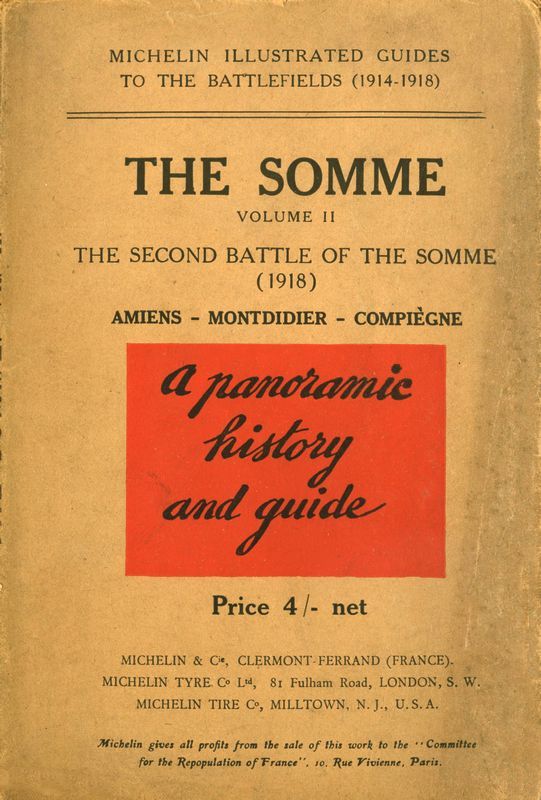 MICHELIN ILLUSTRATED GUIDES
TO THE BATTLEFIELDS (1914-1918)
THE SOMME
VOLUME II
THE SECOND BATTLE OF THE SOMME
(1918)
AMIENS - MONTDIDIER - COMPIÈGNE
A panoramic
history
and guide
Price 4/- net
MICHELIN & Cie, CLERMONT-FERRAND (FRANCE).
MICHELIN TYRE Co Ltd, 81 Fulham Road, LONDON, S. W.
MICHELIN TIRE Co, MILLTOWN, N. J., U. S. A.
Michelin gives all profits from the sale of this work to the "Committee
for the Repopulation of France", 10, Rue Vivienne, Paris.